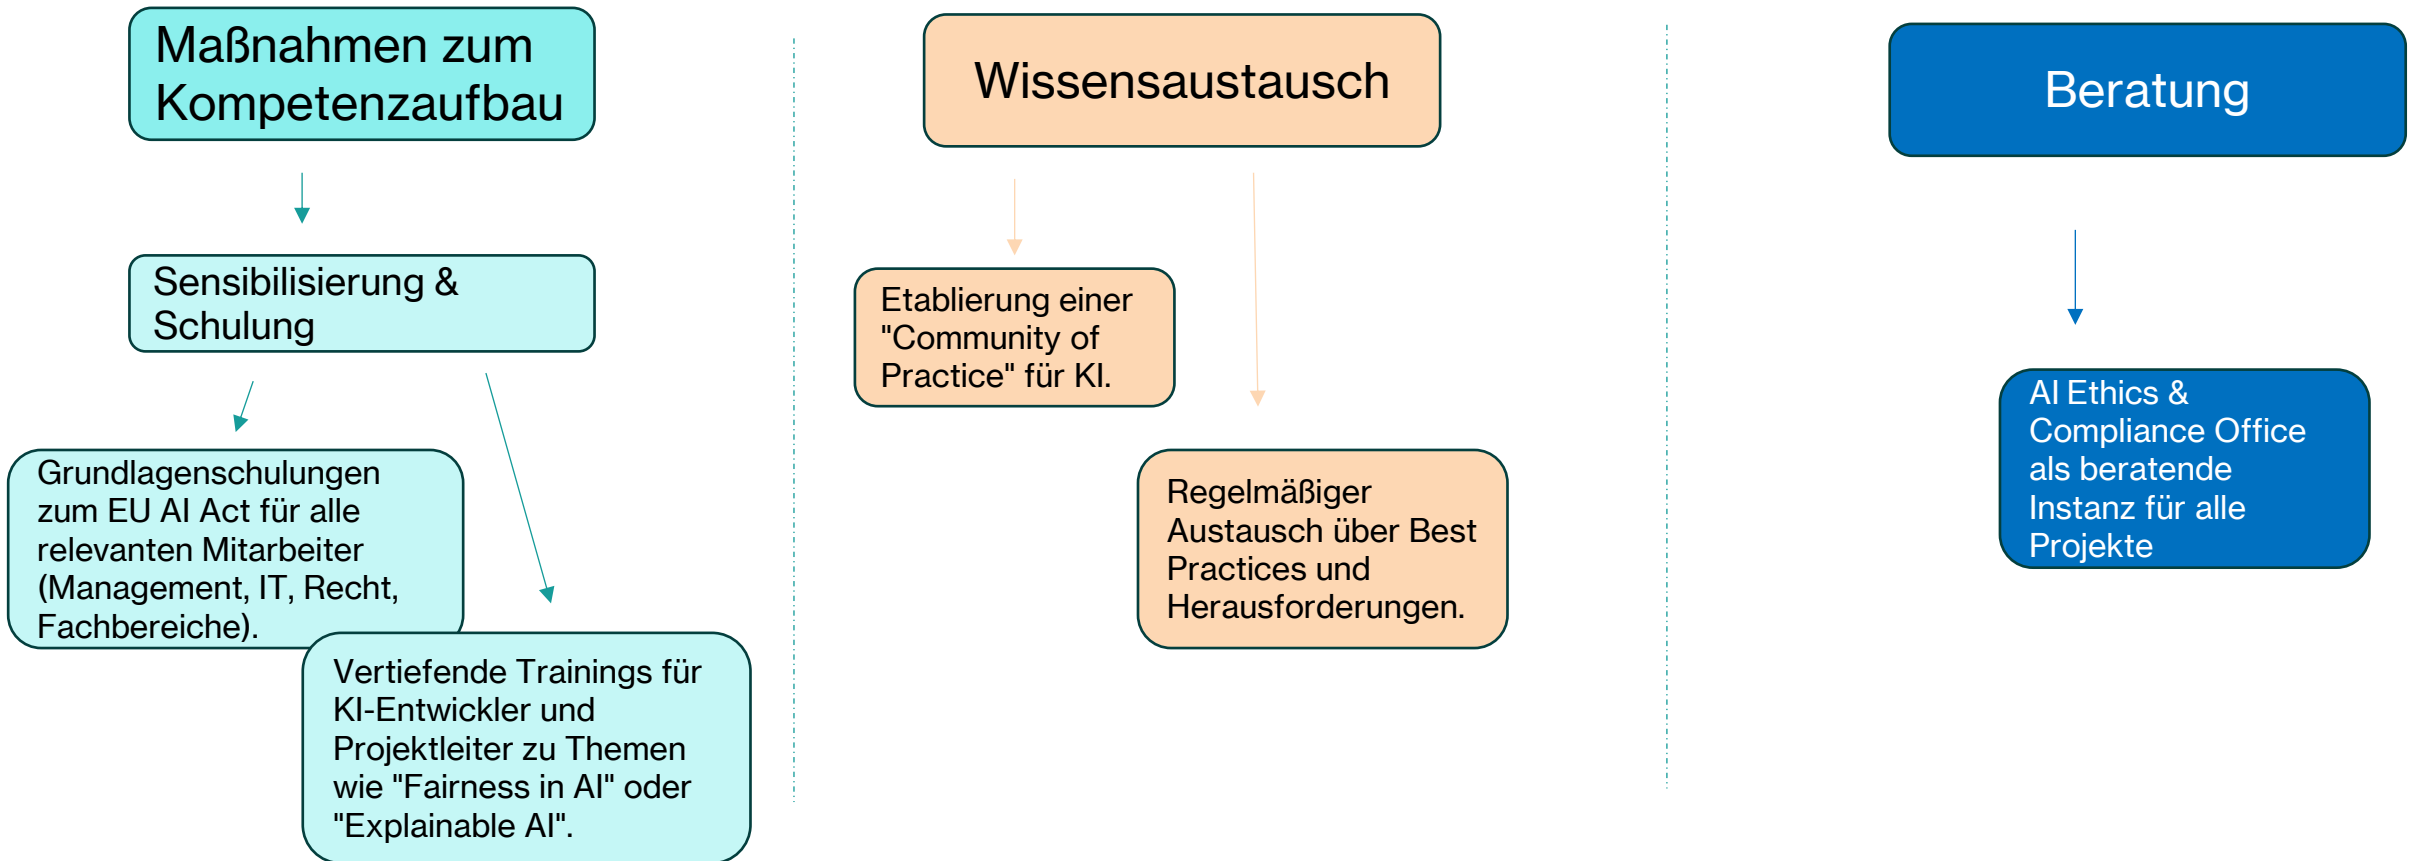 Maßnahmen zum
Kompetenzaufbau
Sensibilisierung &
Schulung
Grundlagenschulungen
zum EU AI Act für alle
relevanten Mitarbeiter
(Management, IT, Recht,
Fachbereiche).
Vertiefende Trainings für
KI-Entwickler und
Projektleiter zu Themen
wie "Fairness in AI" oder
"Explainable AI".
Wissensaustausch
Etablierung einer
"Community of
Practice" für KI.
Regelmäßiger
Austausch über Best
Practices und
Herausforderungen.
Beratung
AI Ethics &
Compliance Office
als beratende
Instanz für alle
Projekte